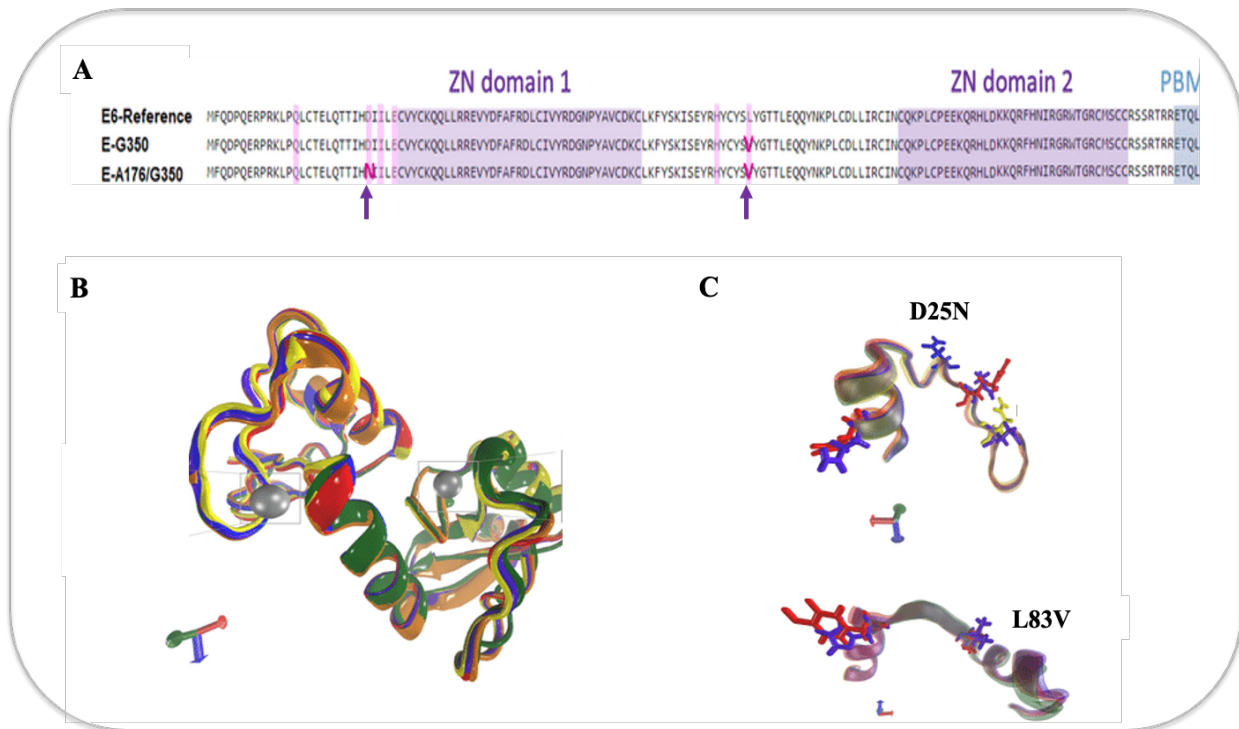 A
ZN domain 1
ZN domain 2
PBM
E6-Reference MFQDPQERPRKLPQLCTELQTTIHDIILECVYCKQQLLRREVYDFAFRDLCIVYRDGNPYAVCDKCLKFYSKISEYRHYCYSLYGTTLEQQYNKPLCDLLIRCINCQKPLCPEEKQRHLDKKQRFHNIRGRWTGRCMSCCRSSRTRRETQL
E-G350 MFQDPQERPRKLPQLCTELQTTIHDIILECVYCKQQLLRREVYDFAFRDLCIVYRDGNPYAVCDKCLKFYSKISEYRHYCYSVYGTTLEQQYNKPLCDLLIRCINCQKPLCPEEKQRHLDKKQRFHNIRGRWTGRCMSCCRSSRTRRETQL
E-A176/G350 MFQDPQERPRKLPQLCTELQTTIHNIILECVYCKQQLLRREVYDFAFRDLCIVYRDGNPYAVCDKCLKFYSKISEYRHYCYSVYGTTLEQQYNKPLCDLLIRCINCQKPLCPEEKQRHLDKKQRFHNIRGRWTGRCMSCCRSSRTRRETQL
B
C
D25N
L83V